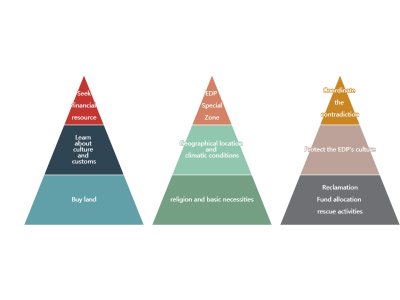 Seek
financial
resource
Learn
about
culture
and
customs
Buy land
EDP
Special
Zone
Geographical location
and
climatic conditions
religion and basic necessities
Coordinate
the
contradiction
Protect the EDP's culture
Reclamation
Fund allocation
rescue activities